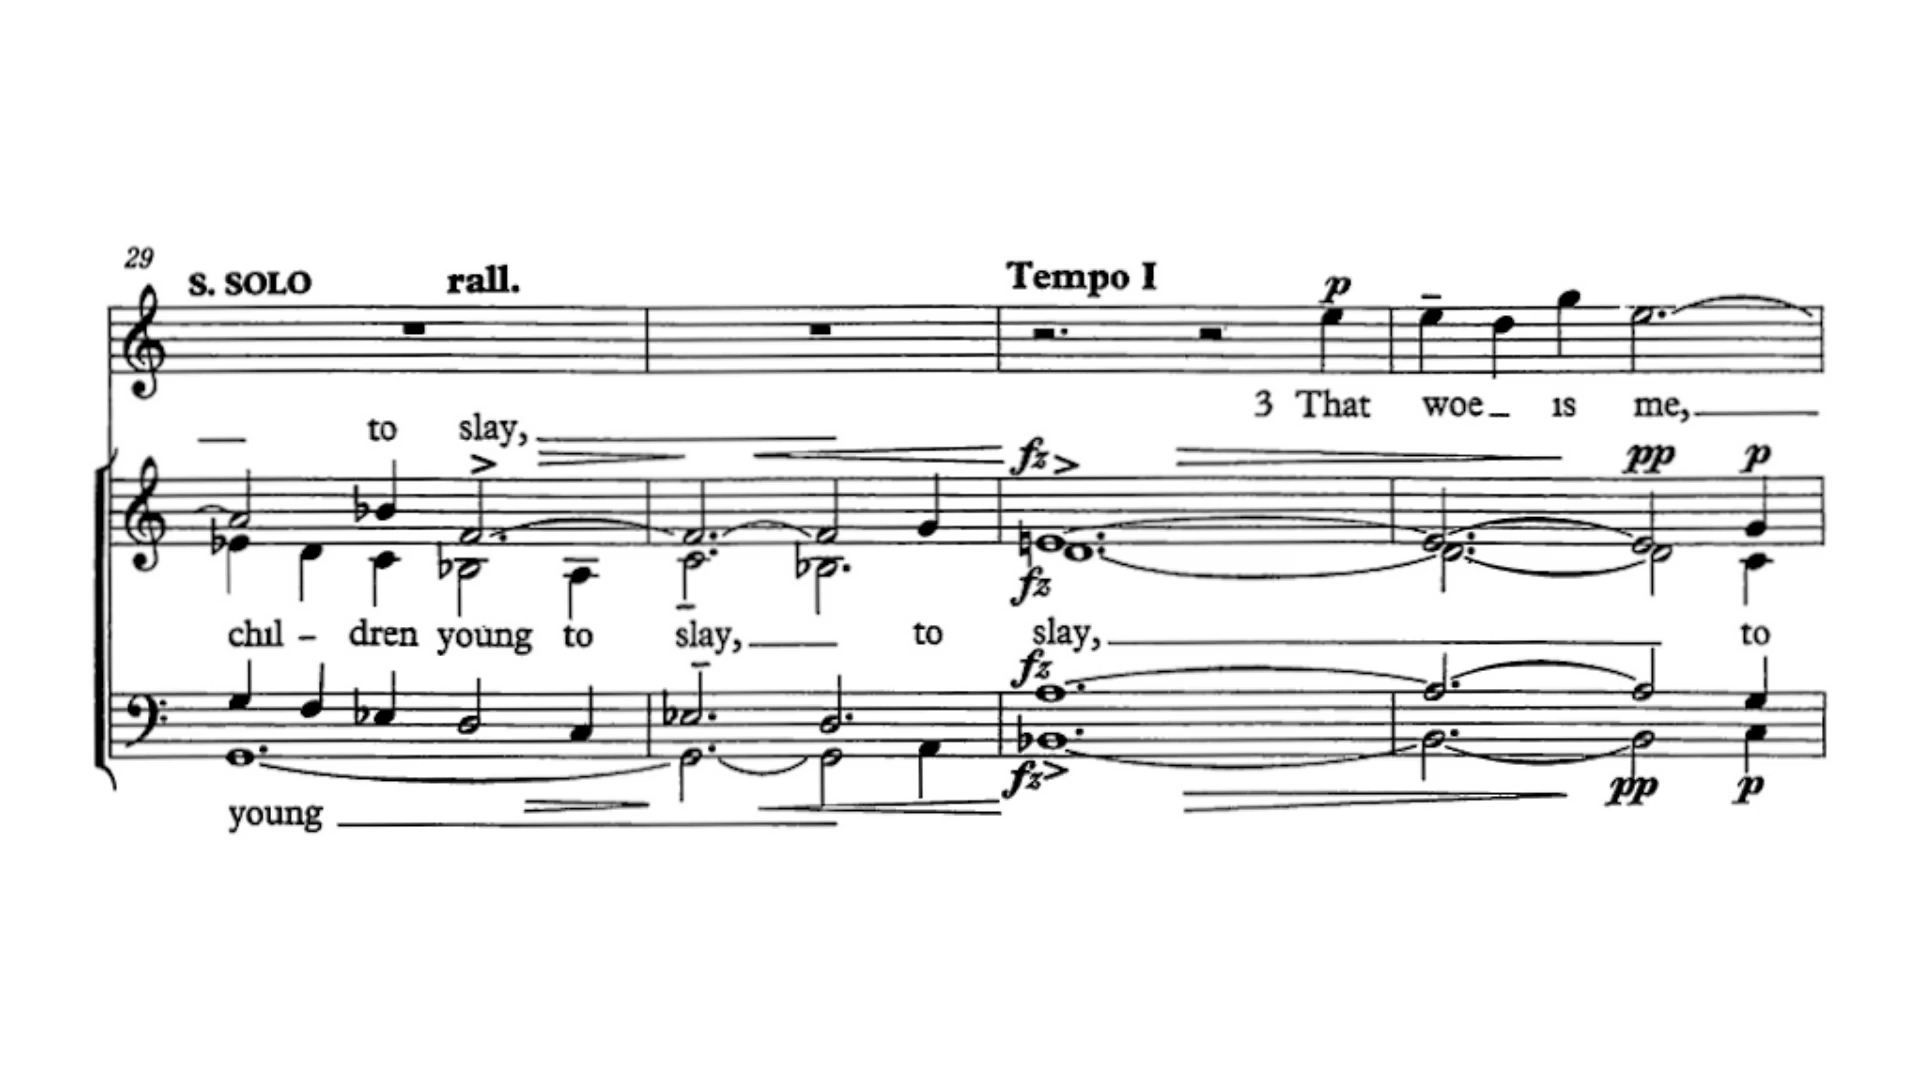 29
S. SOLO rall. Tempo I p
3 That woe_ is me,
to slay,
fz pp p
fz
chil - dren young to slay, to slay, to
fz
fz pp p
young